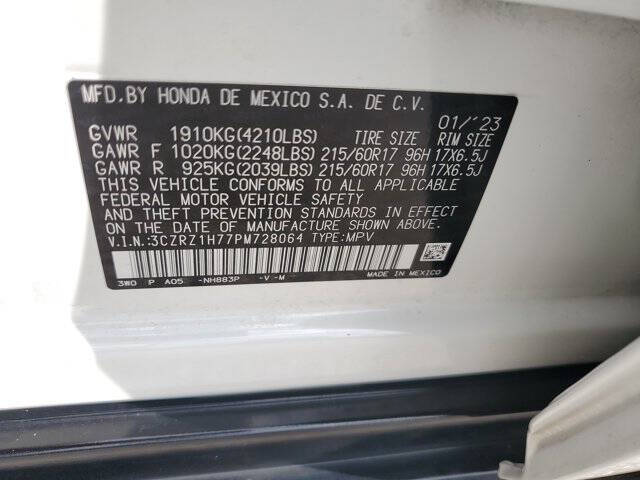 MFD. BY HONDA DE MEXICO S.A. DE C.V.
01/'23
GVWR 1910KG(4210LBS) TIRE SIZE RIM SIZE
GAWR F 1020KG(2248LBS) 215/60R17 96H 17X6.5J
GAWR R 925KG(2039LBS) 215/60R17 96H 17X6.5J
THIS VEHICLE CONFORMS TO ALL APPLICABLE
FEDERAL MOTOR VEHICLE SAFETY
AND THEFT PREVENTION STANDARDS IN EFFECT
ON THE DATE OF MANUFACTURE SHOWN ABOVE.
V.I.N.:3CZRZ1H77PM728064 TYPE:MPV
3W0 P A05 -NH883P -V-M MADE IN MEXICO